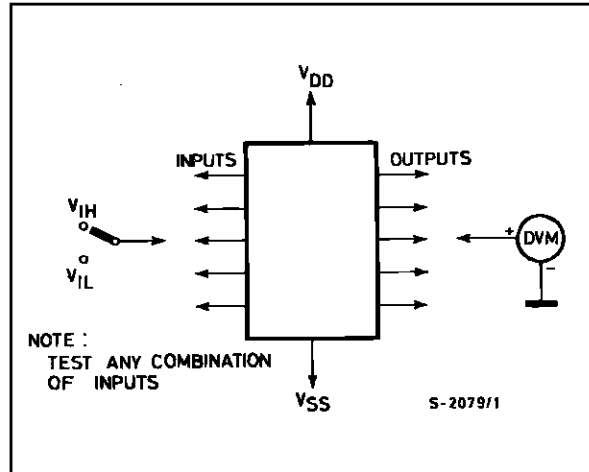 VDD
INPUTS
OUTPUTS
VIH
VIL
+
DVM
-
NOTE :
TEST ANY COMBINATION
OF INPUTS
VSS
S-2079/1